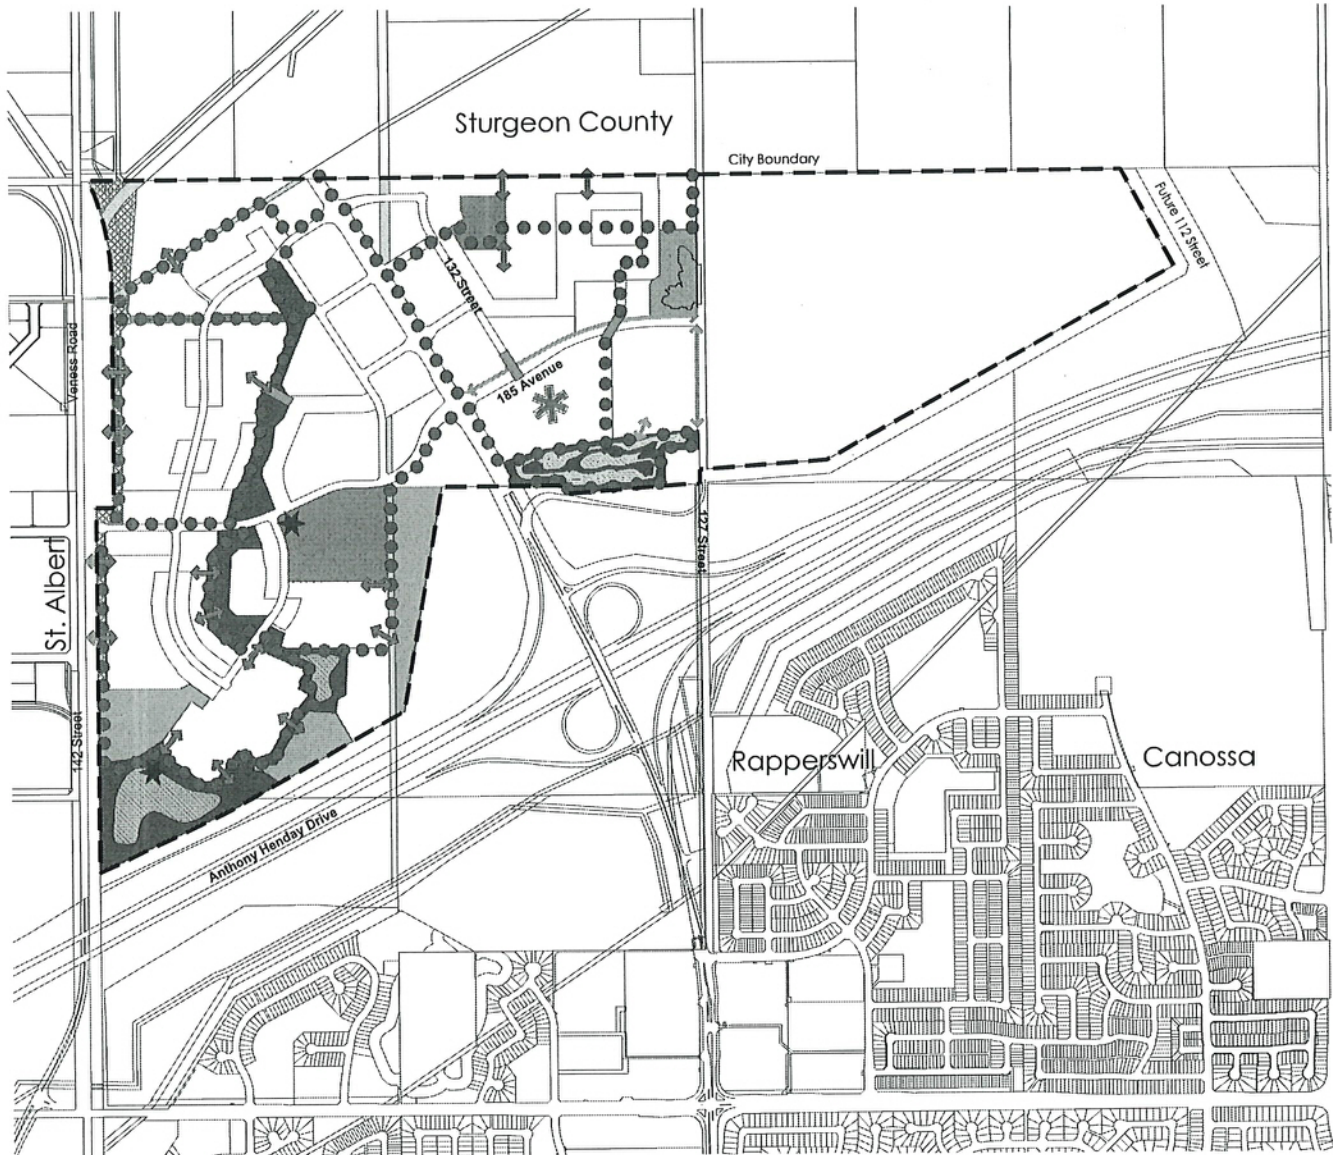 Sturgeon County
City Boundary
Future 112 Street
132 Street
Veness Road
185 Avenue
127 Street
St. Albert
142 Street
Rapperswill
Canossa
Anthony Henday Drive